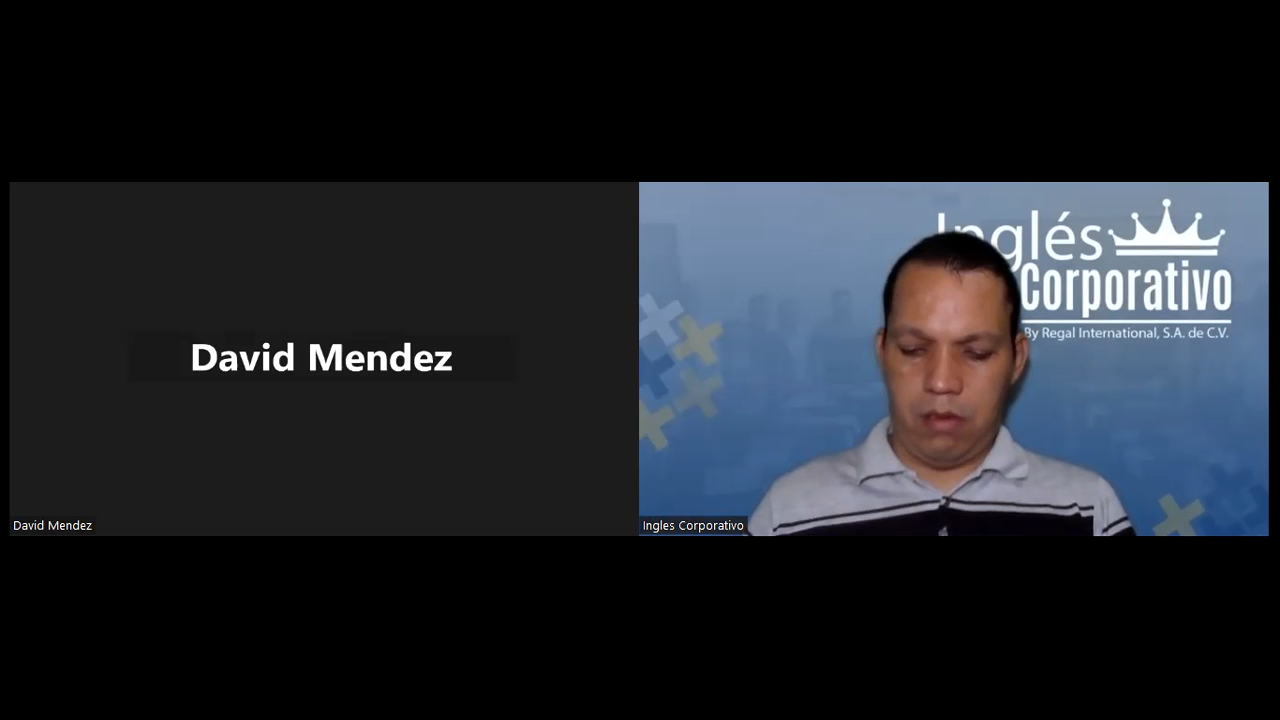 David Mendez
David Mendez
Inglés
Corporativo
By Regal International, S.A. de C.V.
Ingles Corporativo